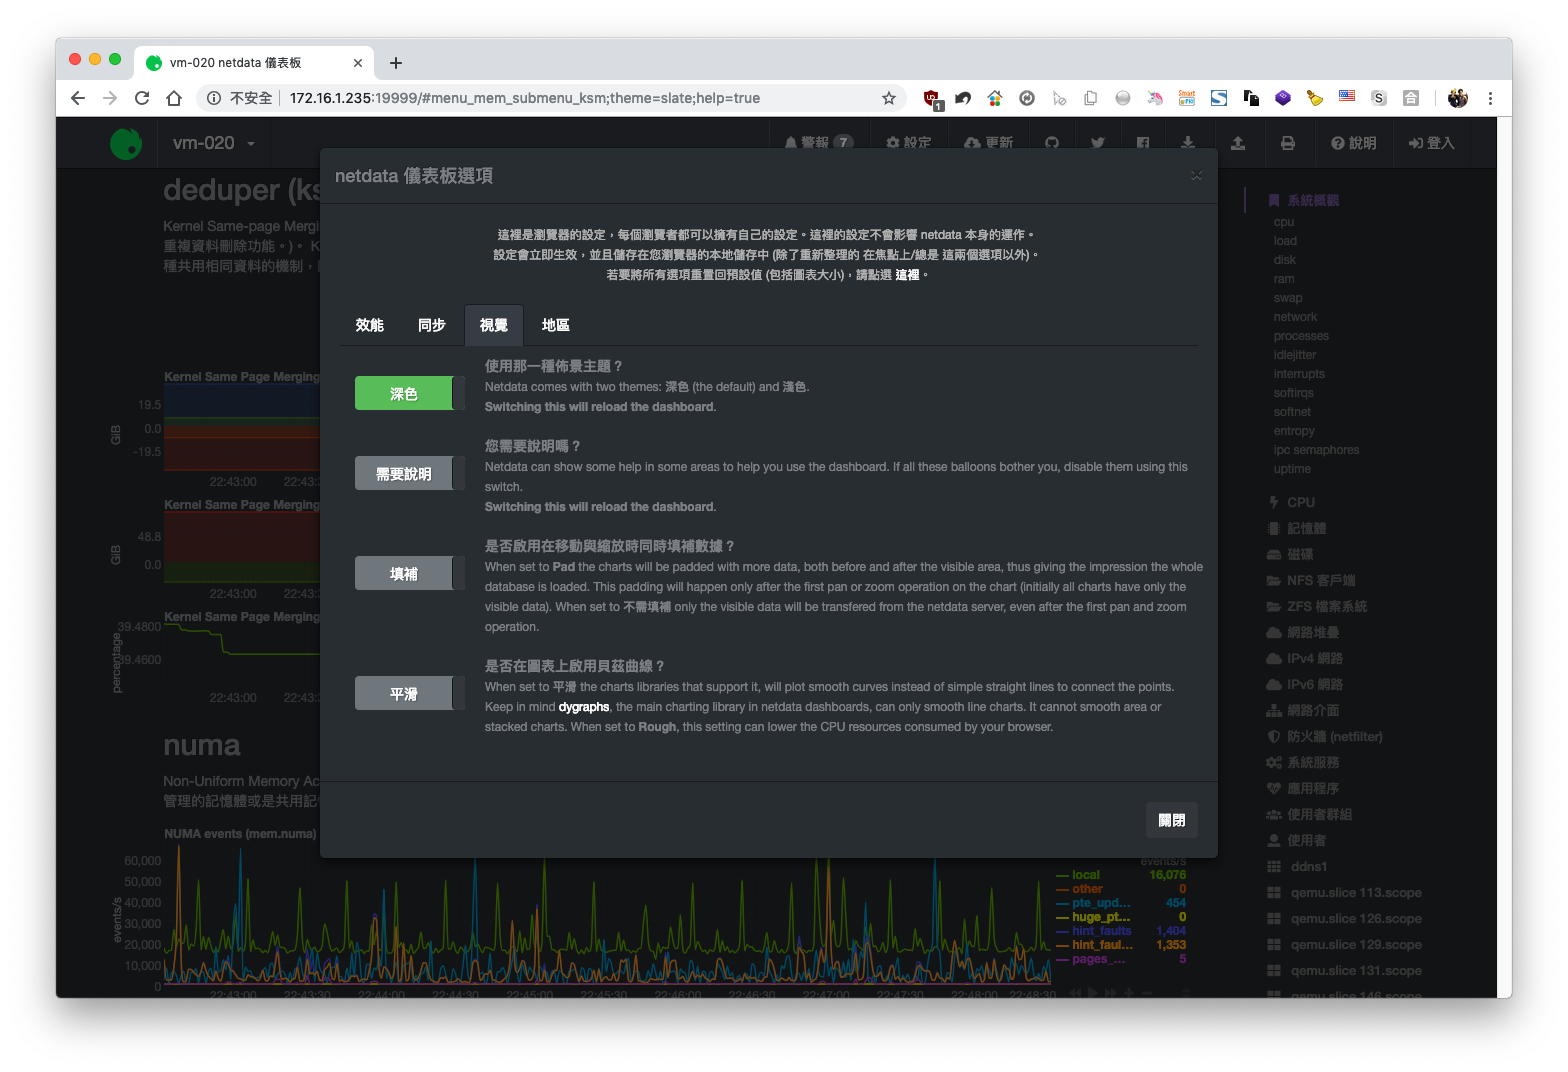 vm-020 netdata 儀表板
不安全 172.16.1.235:19999/#menu_mem_submenu_ksm;theme=slate;help=true
1
Smart
S
合
vm-020
警報 7
設定
更新
說明
登入
deduper (ks
Kernel Same-page Mergi
重複資料刪除功能。)。 K
種共用相同資料的機制，
Kernel Same Page Merging
19.5
0.0
-19.5
GiB
22:43:00 22:43:3
Kernel Same Page Merging
48.8
0.0
GiB
22:43:00 22:43:3
Kernel Same Page Merging
39.4800
39.4600
percentage
22:43:00 22:43:3
numa
Non-Uniform Memory Ac
管理的記憶體或是共用記
NUMA events (mem.numa)
60,000
50,000
40,000
30,000
20,000
10,000
0
events/s
22:43:00 22:43:30 22:44:00 22:44:30 22:45:00 22:45:30 22:46:00 22:46:30 22:47:00 22:47:30 22:48:00 22:48:30
events/s
local 16,076
other 0
pte_upd... 454
huge_pt... 0
hint_faults 1,404
hint_faul... 1,353
pages_... 5
netdata 儀表板選項
這裡是瀏覽器的設定，每個瀏覽者都可以擁有自己的設定。這裡的設定不會影響 netdata 本身的運作。
設定會立即生效，並且儲存在您瀏覽器的本地儲存中 (除了重新整理的 在焦點上/總是 這兩個選項以外)。
若要將所有選項重置回預設值 (包括圖表大小)，請點選 這裡。
效能 同步 視覺 地區
深色
使用那一種佈景主題？
Netdata comes with two themes: 深色 (the default) and 淺色.
Switching this will reload the dashboard.
需要說明
您需要說明嗎？
Netdata can show some help in some areas to help you use the dashboard. If all these balloons bother you, disable them using this
switch.
Switching this will reload the dashboard.
填補
是否啟用在移動與縮放時同時填補數據？
When set to Pad the charts will be padded with more data, both before and after the visible area, thus giving the impression the whole
database is loaded. This padding will happen only after the first pan or zoom operation on the chart (initially all charts have only the
visible data). When set to 不需填補 only the visible data will be transfered from the netdata server, even after the first pan and zoom
operation.
平滑
是否在圖表上啟用貝茲曲線？
When set to 平滑 the charts libraries that support it, will plot smooth curves instead of simple straight lines to connect the points.
Keep in mind dygraphs, the main charting library in netdata dashboards, can only smooth line charts. It cannot smooth area or
stacked charts. When set to Rough, this setting can lower the CPU resources consumed by your browser.
關閉
系統概觀
cpu
load
disk
ram
swap
network
processes
idlejitter
interrupts
softirqs
softnet
entropy
ipc semaphores
uptime
CPU
記憶體
磁碟
NFS 客戶端
ZFS 檔案系統
網路堆疊
IPv4 網路
IPv6 網路
網路介面
防火牆 (netfilter)
系統服務
應用程序
使用者群組
使用者
ddns1
qemu.slice 113.scope
qemu.slice 126.scope
qemu.slice 129.scope
qemu.slice 131.scope
qemu.slice 146.scope